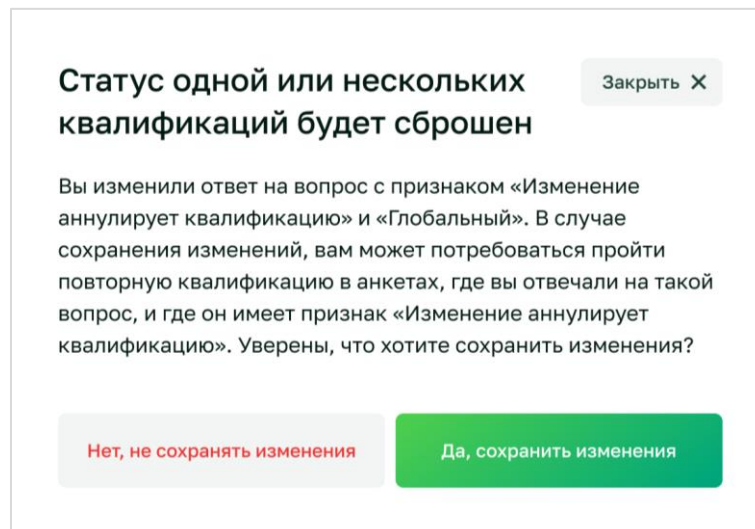 Статус одной или нескольких
квалификаций будет сброшен
Закрыть ✕
Вы изменили ответ на вопрос с признаком «Изменение
аннулирует квалификацию» и «Глобальный». В случае
сохранения изменений, вам может потребоваться пройти
повторную квалификацию в анкетах, где вы отвечали на такой
вопрос, и где он имеет признак «Изменение аннулирует
квалификацию». Уверены, что хотите сохранить изменения?
Нет, не сохранять изменения
Да, сохранить изменения